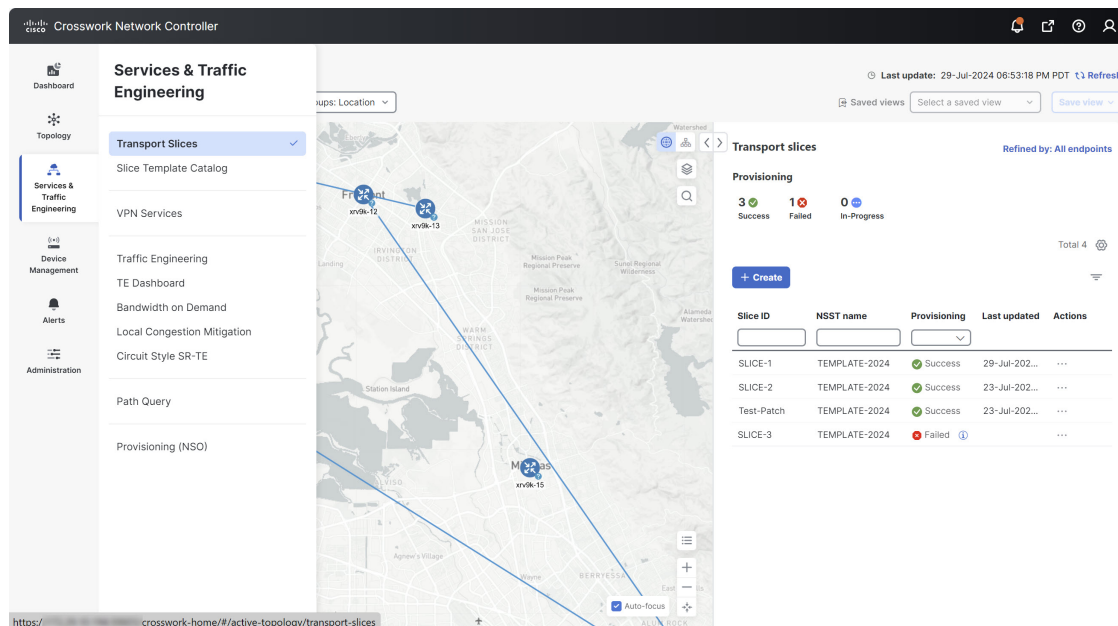 cisco Crosswork Network Controller
Dashboard
Topology
Services &
Traffic
Engineering
Device
Management
Alerts
Administration
Services & Traffic
Engineering
Transport Slices
Slice Template Catalog
VPN Services
Traffic Engineering
TE Dashboard
Bandwidth on Demand
Local Congestion Mitigation
Circuit Style SR-TE
Path Query
Provisioning (NSO)
Last update: 29-Jul-2024 06:53:18 PM PDT Refresh
oups: Location
Saved views Select a saved view Save view
Watershed
xrv9k-12
xrv9k-13
MISSION
SAN JOSE
DISTRICT
IRVINGTON
DISTRICT
Landing
Mission Peak
Regional Preserve
Sunol Regional
Wilderness
Mission Peak
Regional Preserve
Alameda
Watershed
WARM
SPRINGS
DISTRICT
Station Island
xrv9k-15
ALVISO
Agnew's Village
Wayne
BERRYESSA
East
ALUM ROCK
Auto-focus
Transport slices
Refined by: All endpoints
Provisioning
3 1 0
Success Failed In-Progress
Total 4
+ Create
Slice ID NSST name Provisioning Last updated Actions
SLICE-1 TEMPLATE-2024 Success 29-Jul-202... ...
SLICE-2 TEMPLATE-2024 Success 23-Jul-202... ...
Test-Patch TEMPLATE-2024 Success 23-Jul-202... ...
SLICE-3 TEMPLATE-2024 Failed ...
https:/ crosswork-home/#/active-topology/transport-slices